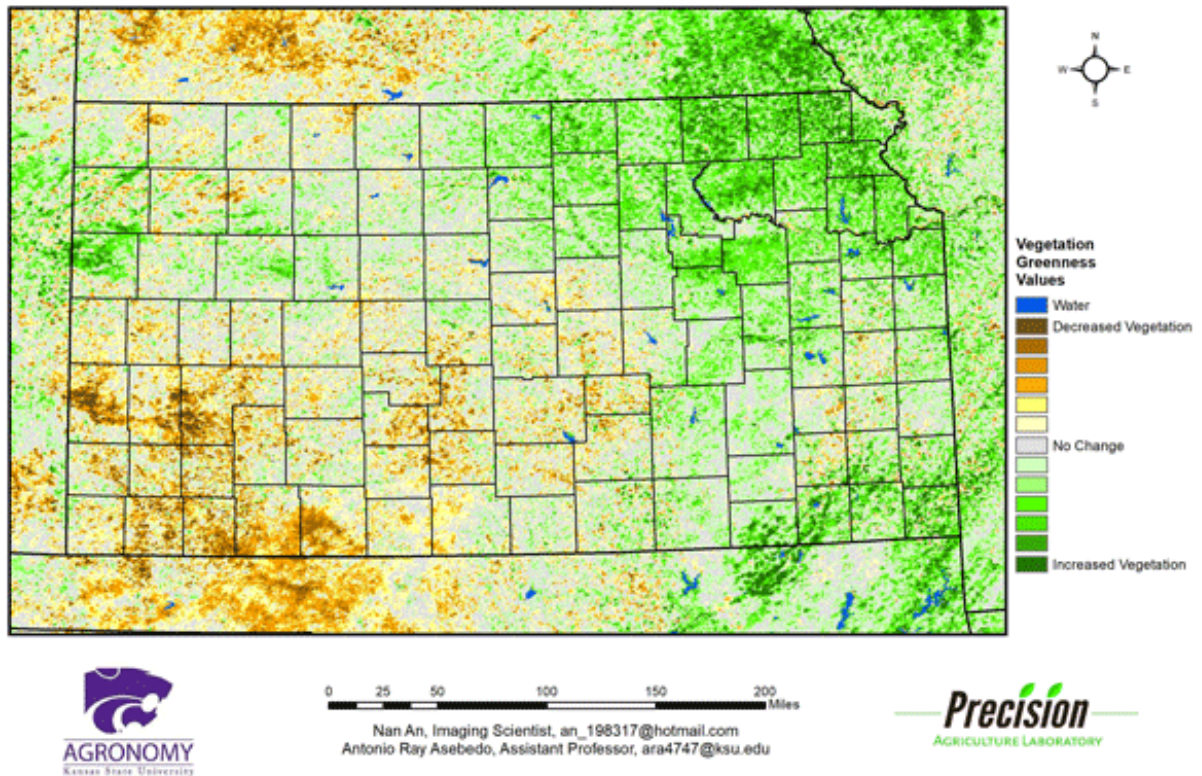 N
W E
S
Vegetation
Greenness
Values
Water
Decreased Vegetation
No Change
Increased Vegetation
0 25 50 100 150 200
Miles
Nan An, Imaging Scientist, an_198317@hotmail.com
Antonio Ray Asebedo, Assistant Professor, ara4747@ksu.edu
AGRONOMY
Kansas State University
Precision
AGRICULTURE LABORATORY